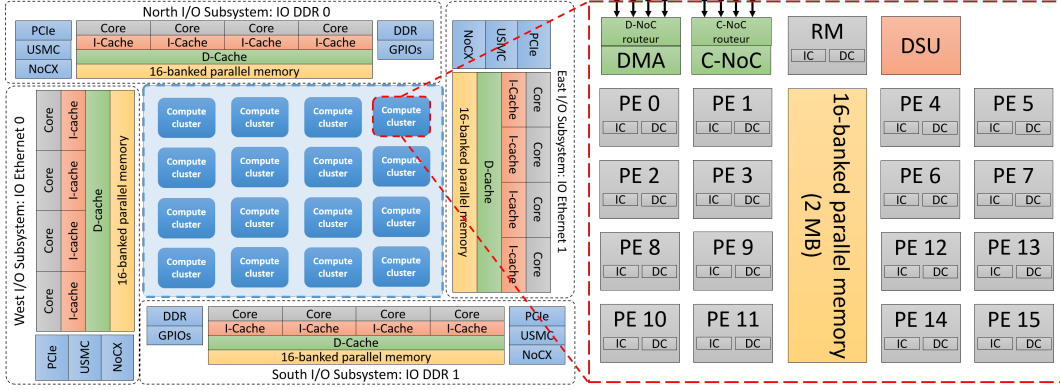 North I/O Subsystem: IO DDR 0
PCIe
USMC
NoCX
Core Core Core Core
I-Cache I-Cache I-Cache I-Cache
D-Cache
16-banked parallel memory
DDR
GPIOs
West I/O Subsystem: IO Ethernet 0
Core Core Core Core
I-cache I-cache I-cache I-cache
D-cache
16-banked parallel memory
PCIe USMC NoCX
Compute cluster Compute cluster Compute cluster Compute cluster
Compute cluster Compute cluster Compute cluster Compute cluster
Compute cluster Compute cluster Compute cluster Compute cluster
Compute cluster Compute cluster Compute cluster Compute cluster
NoCX USMC PCIe
16-banked parallel memory
D-cache
I-Cache I-cache I-cache I-cache
Core Core Core Core
East I/O Subsystem: IO Ethernet 1
DDR
GPIOs
Core Core Core Core
I-Cache I-Cache I-Cache I-Cache
D-Cache
16-banked parallel memory
PCIe
USMC
NoCX
South I/O Subsystem: IO DDR 1
D-NoC
routeur
DMA
C-NoC
routeur
C-NoC
RM
IC DC
DSU
PE 0 PE 1 PE 4 PE 5
IC DC IC DC IC DC IC DC
PE 2 PE 3 PE 6 PE 7
IC DC IC DC IC DC IC DC
PE 8 PE 9 PE 12 PE 13
IC DC IC DC IC DC IC DC
PE 10 PE 11 PE 14 PE 15
IC DC IC DC IC DC IC DC
16-banked parallel memory
(2 MB)